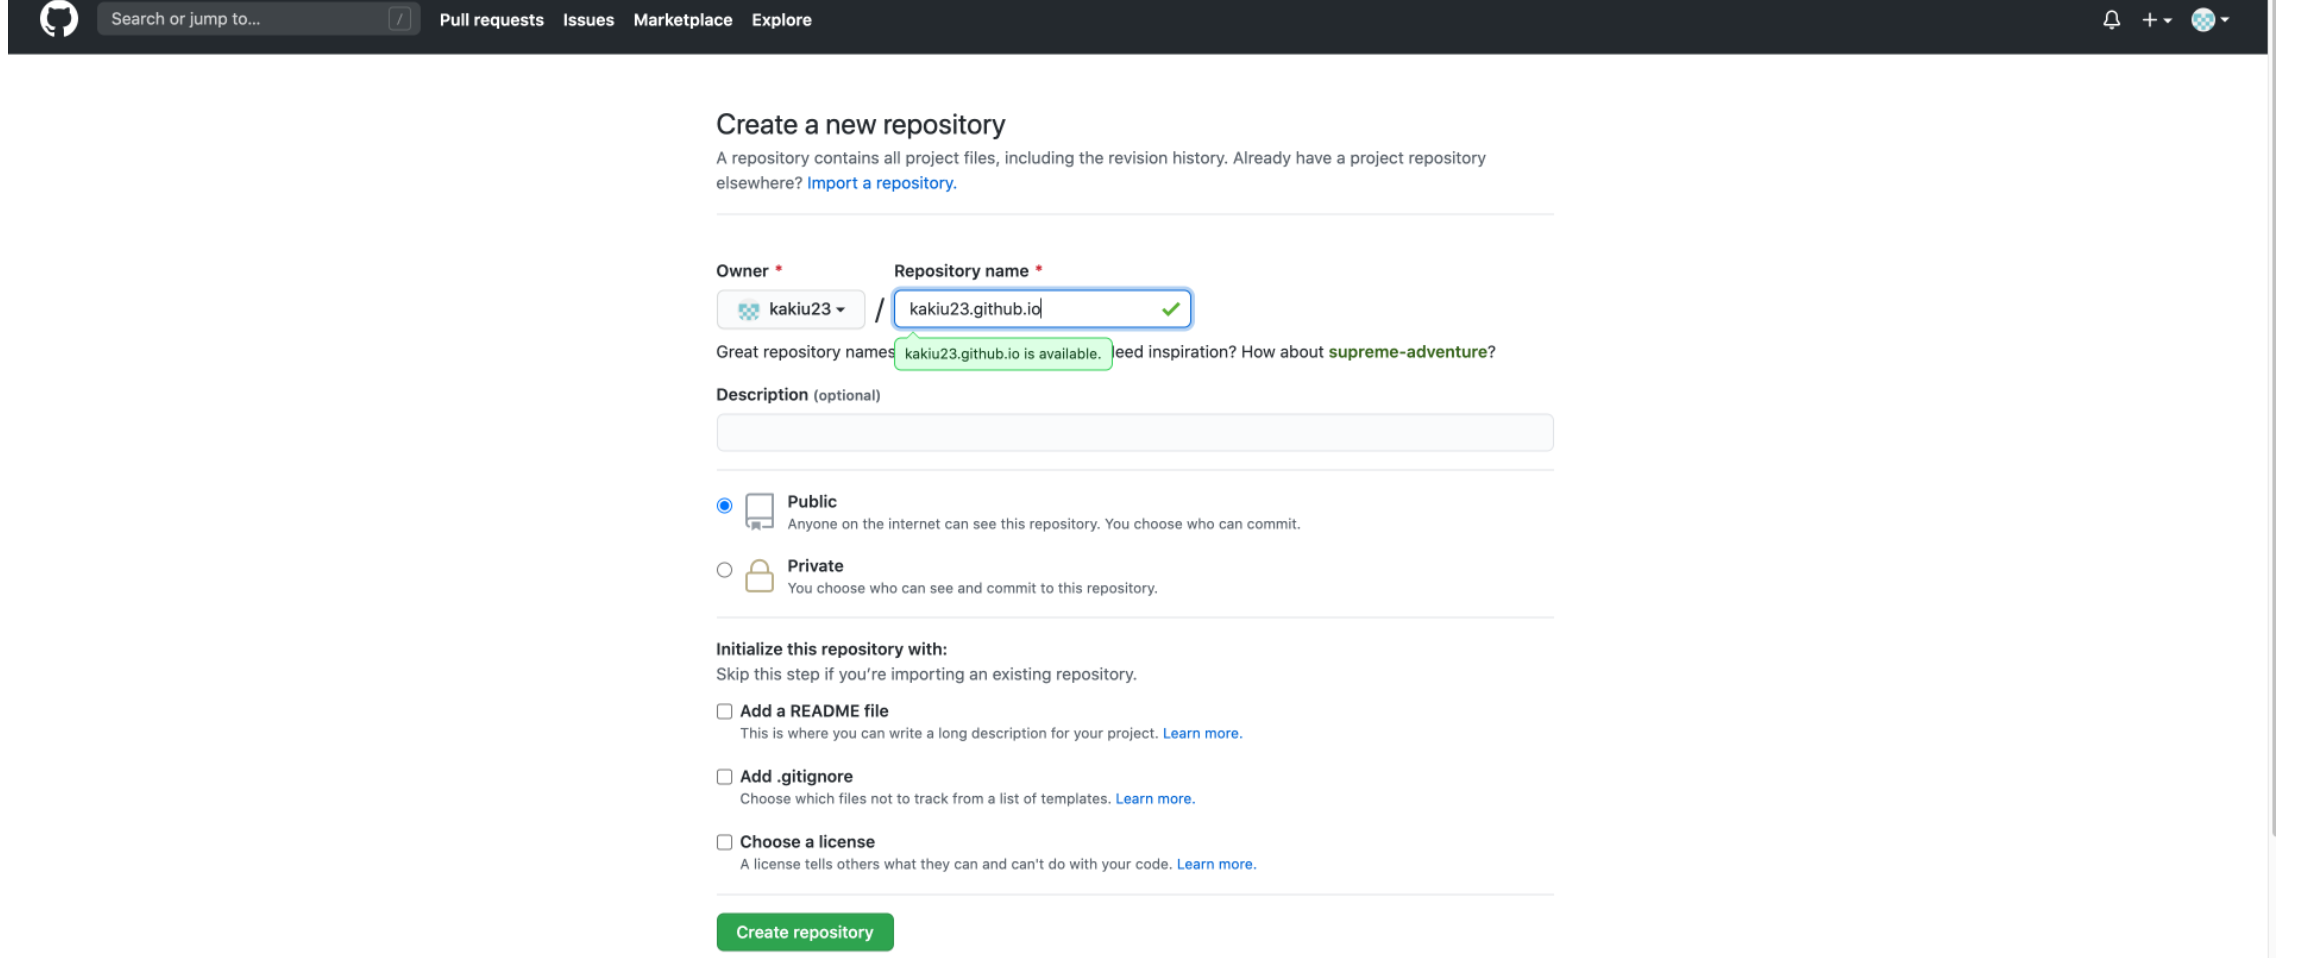 Search or jump to... /
Pull requests Issues Marketplace Explore
Create a new repository
A repository contains all project files, including the revision history. Already have a project repository
elsewhere? Import a repository.
Owner * Repository name *
kakiu23 / kakiu23.github.io
Great repository names eed inspiration? How about supreme-adventure?
kakiu23.github.io is available.
Description (optional)
Public
Anyone on the internet can see this repository. You choose who can commit.
Private
You choose who can see and commit to this repository.
Initialize this repository with:
Skip this step if you’re importing an existing repository.
Add a README file
This is where you can write a long description for your project. Learn more.
Add .gitignore
Choose which files not to track from a list of templates. Learn more.
Choose a license
A license tells others what they can and can't do with your code. Learn more.
Create repository